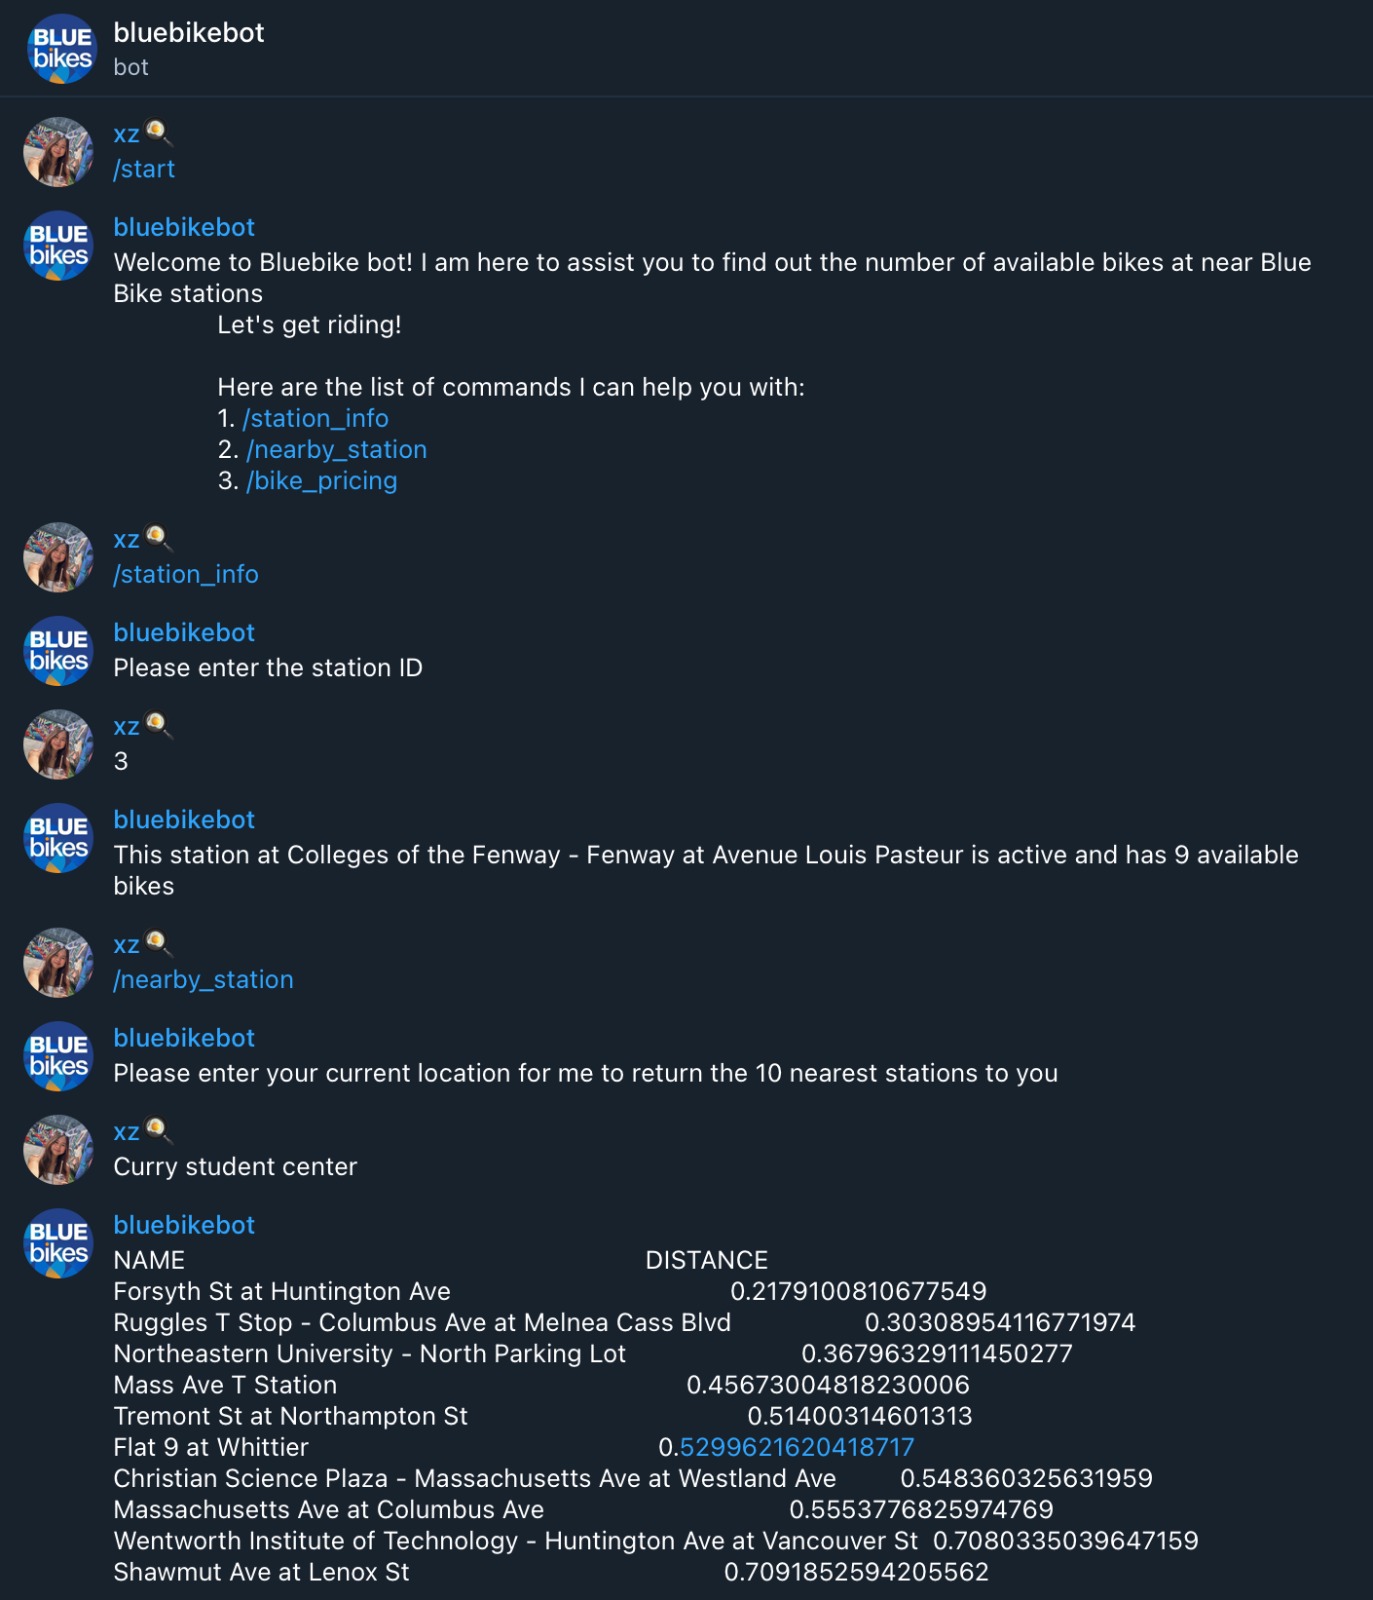 BLUE
bikes
bluebikebot
bot
xz🍳
/start
BLUE
bikes
bluebikebot
Welcome to Bluebike bot! I am here to assist you to find out the number of available bikes at near Blue
Bike stations
Let's get riding!
Here are the list of commands I can help you with:
1. /station_info
2. /nearby_station
3. /bike_pricing
xz🍳
/station_info
BLUE
bikes
bluebikebot
Please enter the station ID
xz🍳
3
BLUE
bikes
bluebikebot
This station at Colleges of the Fenway - Fenway at Avenue Louis Pasteur is active and has 9 available
bikes
xz🍳
/nearby_station
BLUE
bikes
bluebikebot
Please enter your current location for me to return the 10 nearest stations to you
xz🍳
Curry student center
BLUE
bikes
bluebikebot
NAME DISTANCE
Forsyth St at Huntington Ave 0.2179100810677549
Ruggles T Stop - Columbus Ave at Melnea Cass Blvd 0.30308954116771974
Northeastern University - North Parking Lot 0.36796329111450277
Mass Ave T Station 0.45673004818230006
Tremont St at Northampton St 0.51400314601313
Flat 9 at Whittier 0.5299621620418717
Christian Science Plaza - Massachusetts Ave at Westland Ave 0.548360325631959
Massachusetts Ave at Columbus Ave 0.5553776825974769
Wentworth Institute of Technology - Huntington Ave at Vancouver St 0.7080335039647159
Shawmut Ave at Lenox St 0.7091852594205562